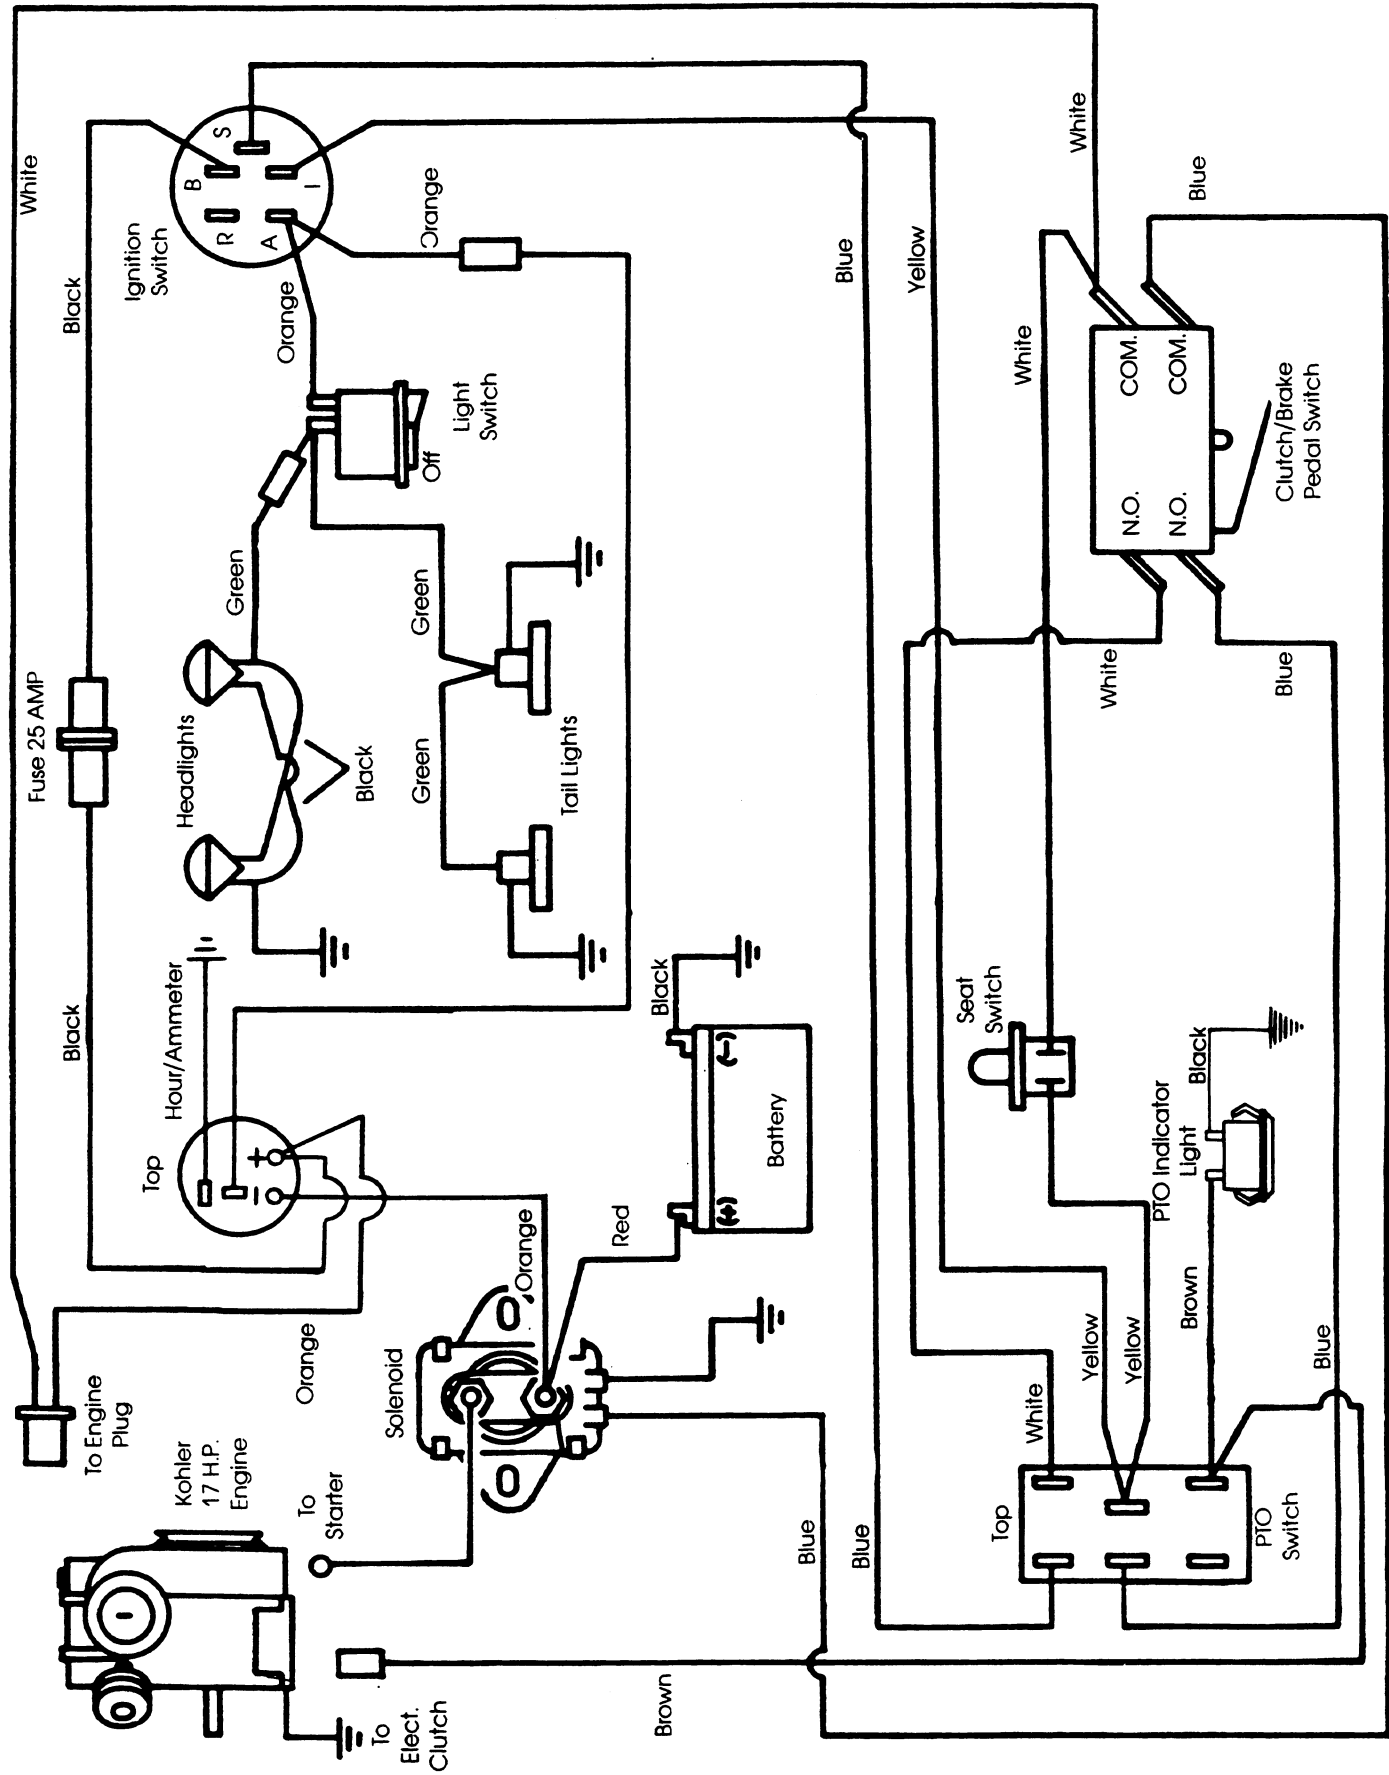 White
Black
Fuse 25 AMP
Black
Ignition
Switch
S
B
I
R
A
Orange
Orange
Light
Switch
Off
Green
Headlights
Black
Green
Green
Tail Lights
Hour/Ammeter
Top
+
–
Orange
To Engine
Plug
Kohler
17 H.P.
Engine
To
Starter
Solenoid
Orange
Red
Black
(–)
(+)
Battery
To
Elect.
Clutch
Brown
Blue
Blue
Blue
Yellow
White
White
Blue
COM.
COM.
N.O.
N.O.
Clutch/Brake
Pedal Switch
White
Blue
Seat
Switch
PTO Indicator
Light
Black
Brown
Yellow
Yellow
White
Blue
Top
PTO
Switch